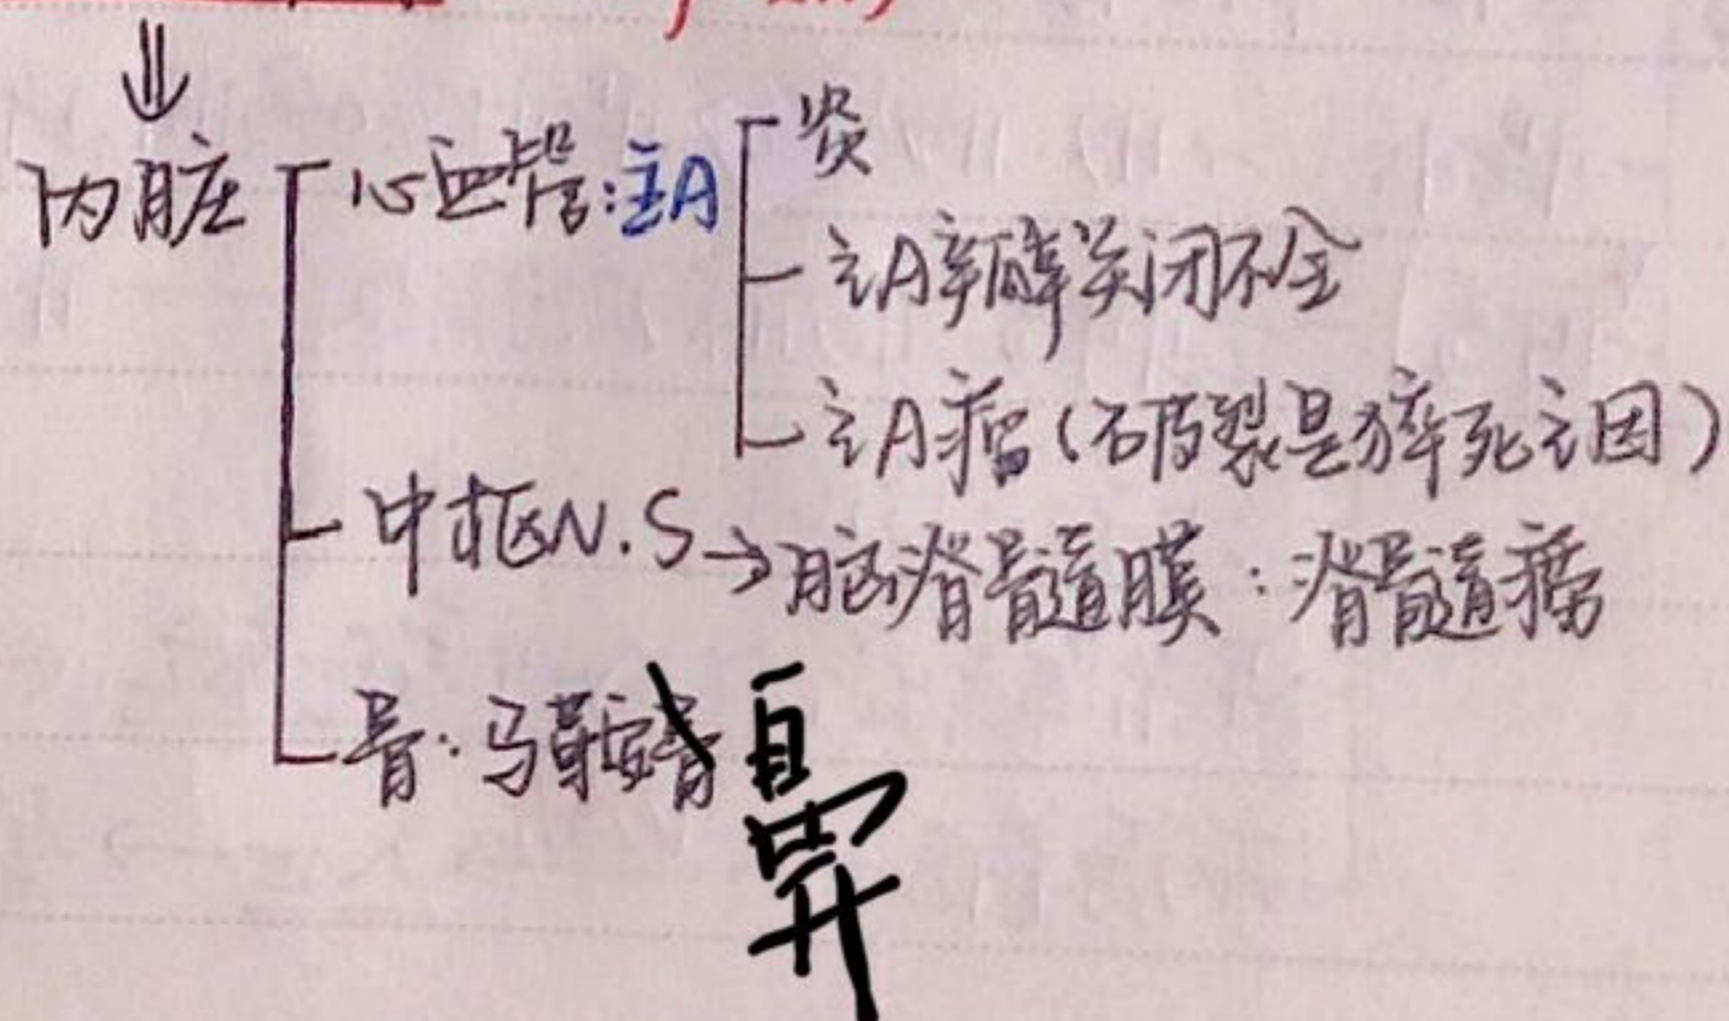 炎
内脏 心血管:主A
主A瓣膜关闭不全
主A瘤(破裂是猝死主因)
中枢N.S→脑脊髓膜:脊髓痨
骨:马鞍鼻